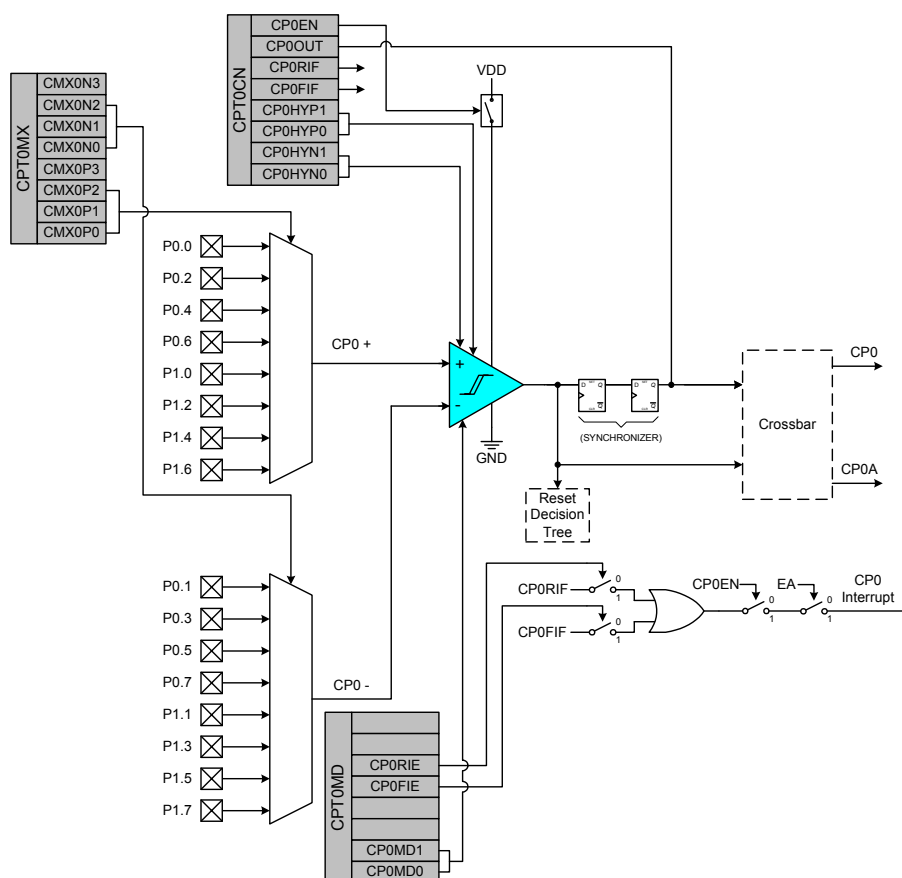 CPT0CN
CP0EN
CP0OUT
CP0RIF
CP0FIF
CP0HYP1
CP0HYP0
CP0HYN1
CP0HYN0
CPT0MX
CMX0N3
CMX0N2
CMX0N1
CMX0N0
CMX0P3
CMX0P2
CMX0P1
CMX0P0
VDD
P0.0
P0.2
P0.4
P0.6
P1.0
P1.2
P1.4
P1.6
CP0 +
+
-
GND
D Q
Q
D Q
Q
(SYNCHRONIZER)
Reset
Decision
Tree
Crossbar
CP0
CP0A
P0.1
P0.3
P0.5
P0.7
P1.1
P1.3
P1.5
P1.7
CP0 -
CP0RIF
0
1
CP0FIF
0
1
CP0EN
0
1
EA
0
1
CP0
Interrupt
CPT0MD
CP0RIE
CP0FIE
CP0MD1
CP0MD0